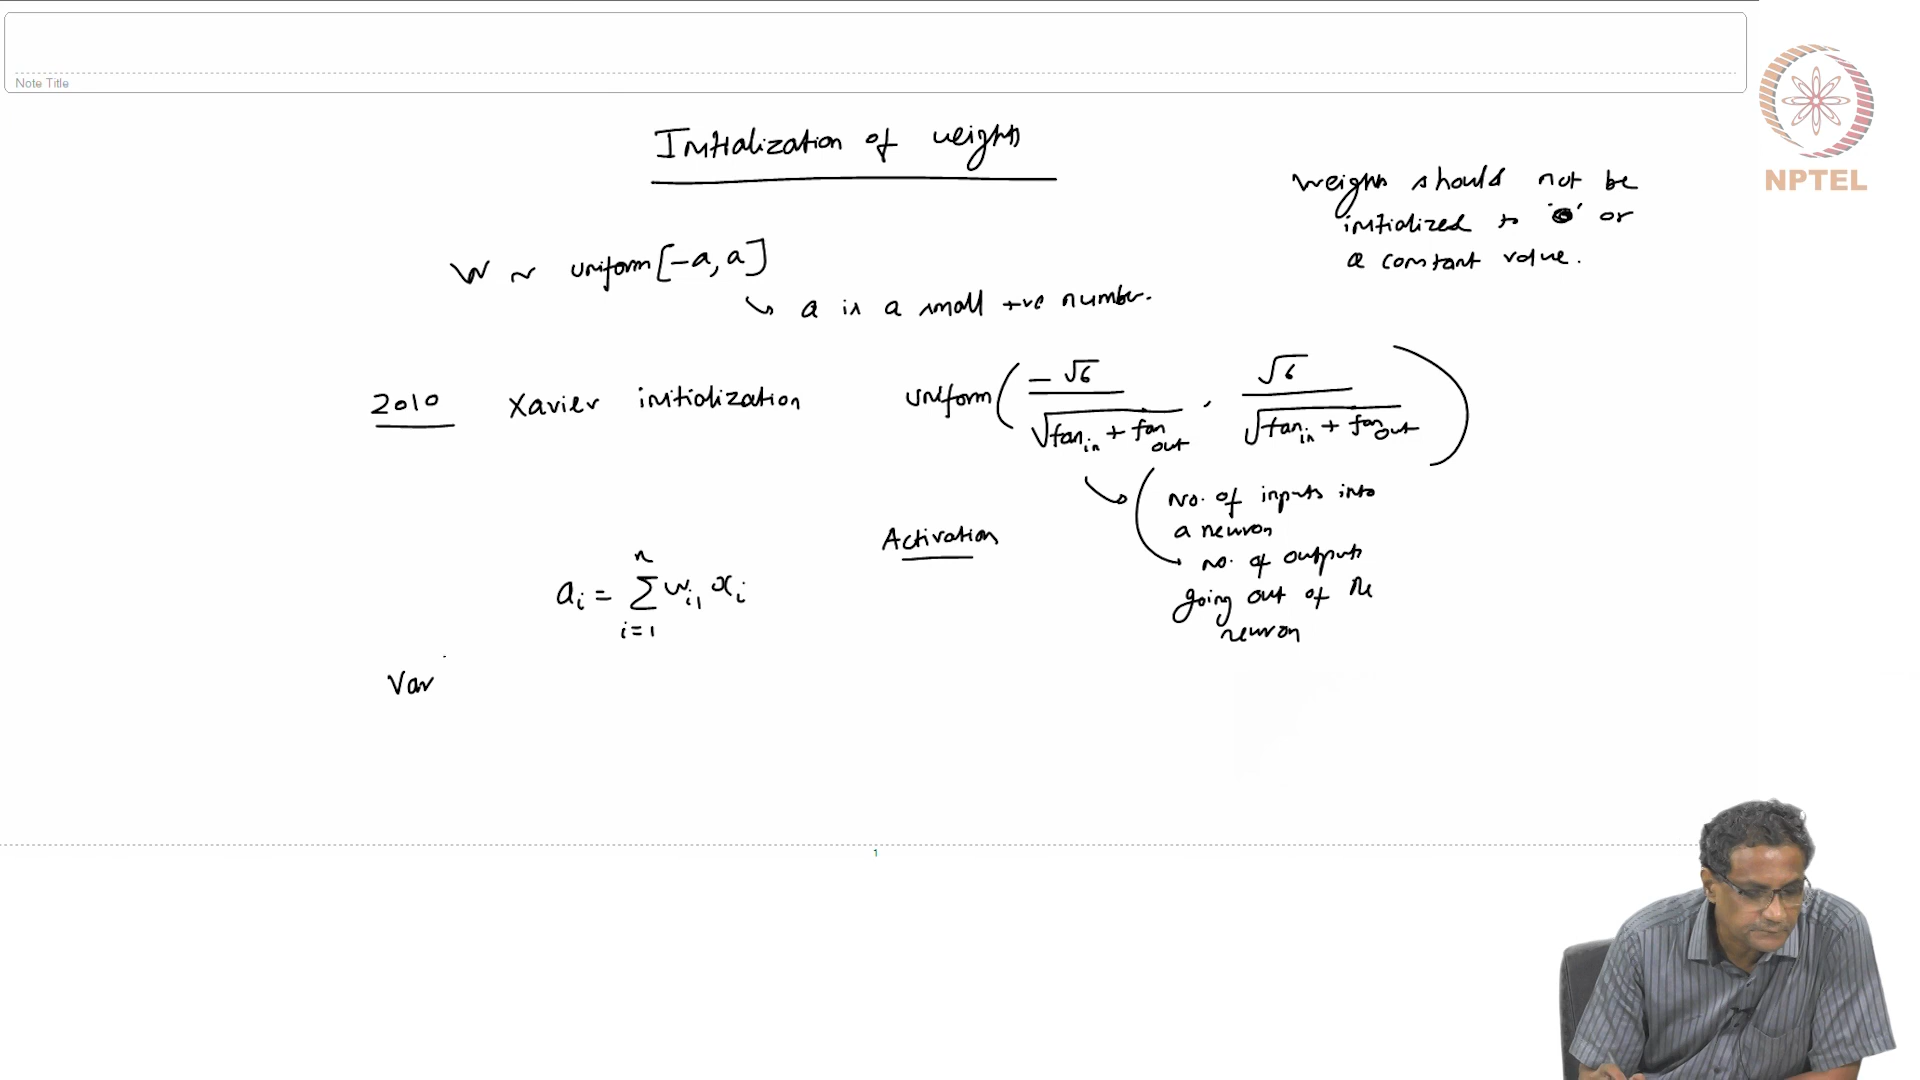 Note Title
NPTEL
Initialization of weights
weights should not be
initialized to '0' or
a constant value.
W ~ uniform[-a, a]
↳ a is a small +ve number.
2010 Xavier initialization uniform(-√6/√(fan_in + fan_out), √6/√(fan_in + fan_out))
no. of inputs into
a neuron
no. of outputs
going out of the
neuron
Activation
a_i = Σ_{i=1}^{n} w_{i1} x_i
Var
1